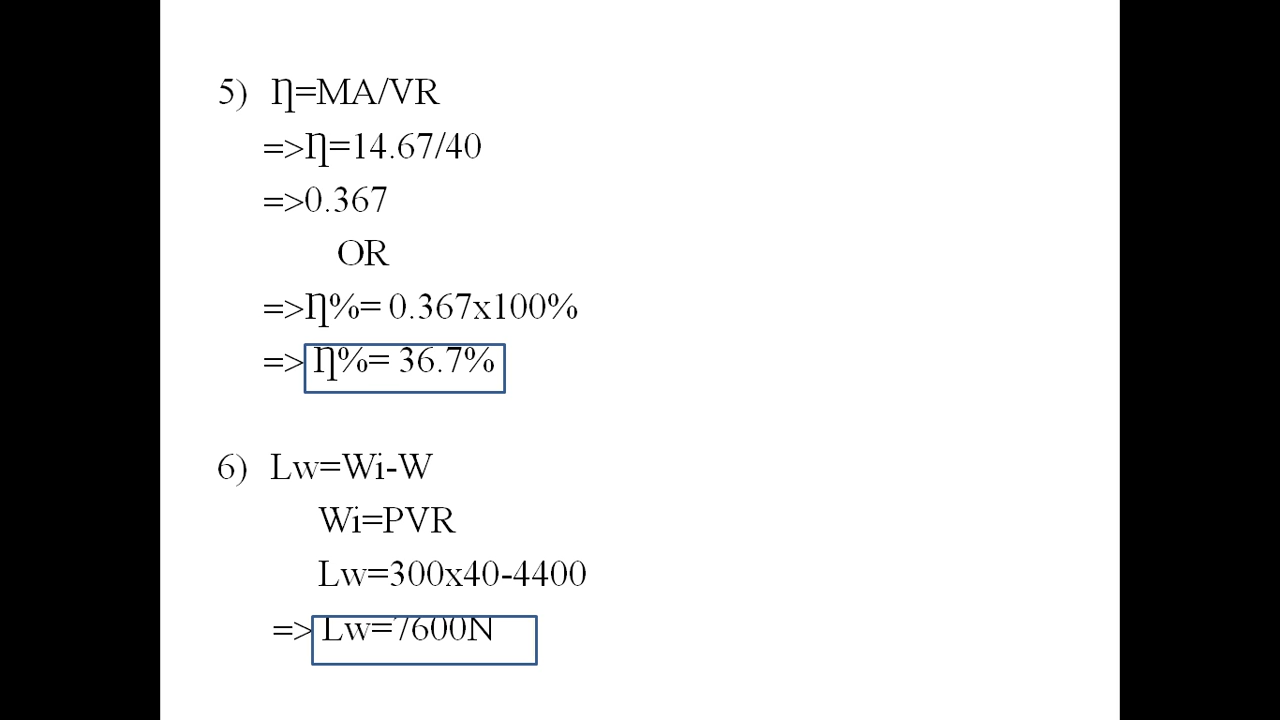 5) Ƞ=MA/VR
=>Ƞ=14.67/40
=>0.367
OR
=>Ƞ%= 0.367x100%
=> Ƞ%= 36.7%
6) Lw=Wi-W
Wi=PVR
Lw=300x40-4400
=> Lw=7600N